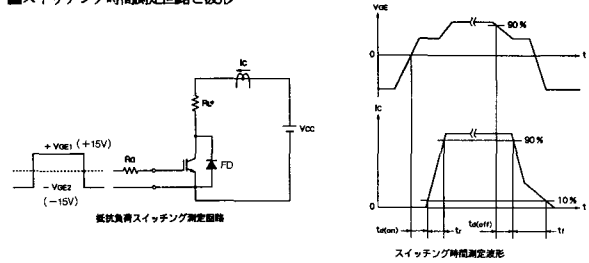 ■スイッチング時間測定回路と波形
Ic
RL*
Vcc
+VGE1 (+15V)
RG
FD
-VGE2
(-15V)
抵抗負荷スイッチング測定回路
VGE
90%
0
t
Ic
90%
10%
0
t
td(on)
tr
td(off)
tf
スイッチング時間測定波形